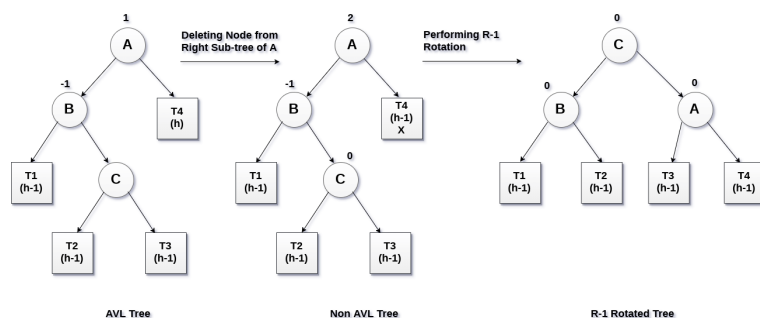 1
A
-1
B
T4
(h)
T1
(h-1)
C
T2
(h-1)
T3
(h-1)
AVL Tree
Deleting Node from
Right Sub-tree of A
2
A
-1
B
T4
(h-1)
X
T1
(h-1)
0
C
T2
(h-1)
T3
(h-1)
Non AVL Tree
Performing R-1
Rotation
0
C
0
B
0
A
T1
(h-1)
T2
(h-1)
T3
(h-1)
T4
(h-1)
R-1 Rotated Tree